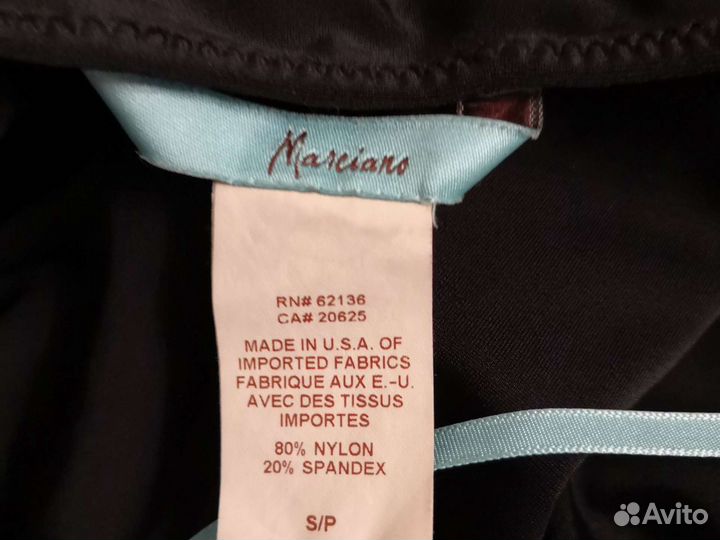 Marciano
RN# 62136
CA# 20625
MADE IN U.S.A. OF
IMPORTED FABRICS
FABRIQUE AUX E.-U.
AVEC DES TISSUS
IMPORTES
80% NYLON
20% SPANDEX
S/P
Avito